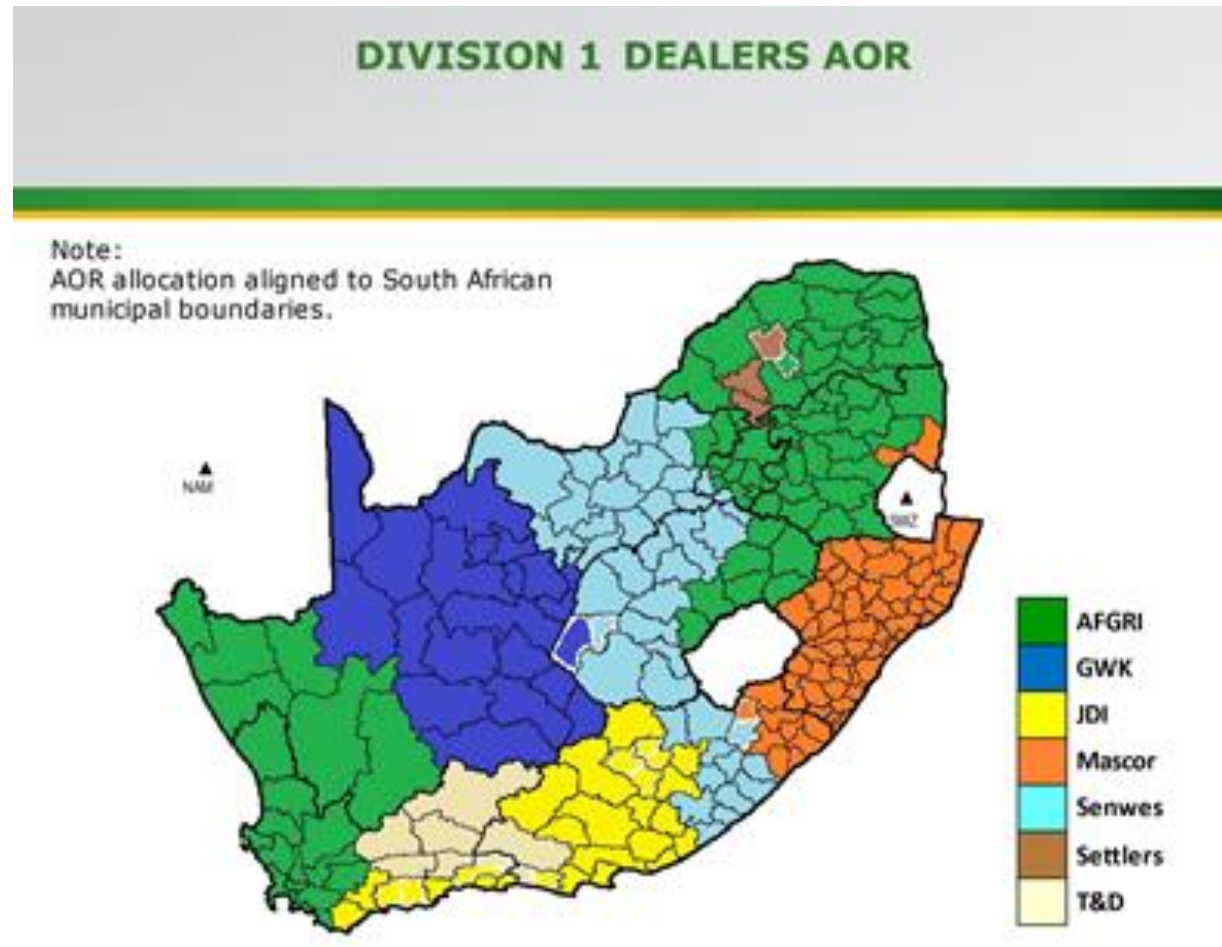 DIVISION 1 DEALERS AOR
Note:
AOR allocation aligned to South African
municipal boundaries.
NAM
SWZ
AFGRI
GWK
JDI
Mascor
Senwes
Settlers
T&D